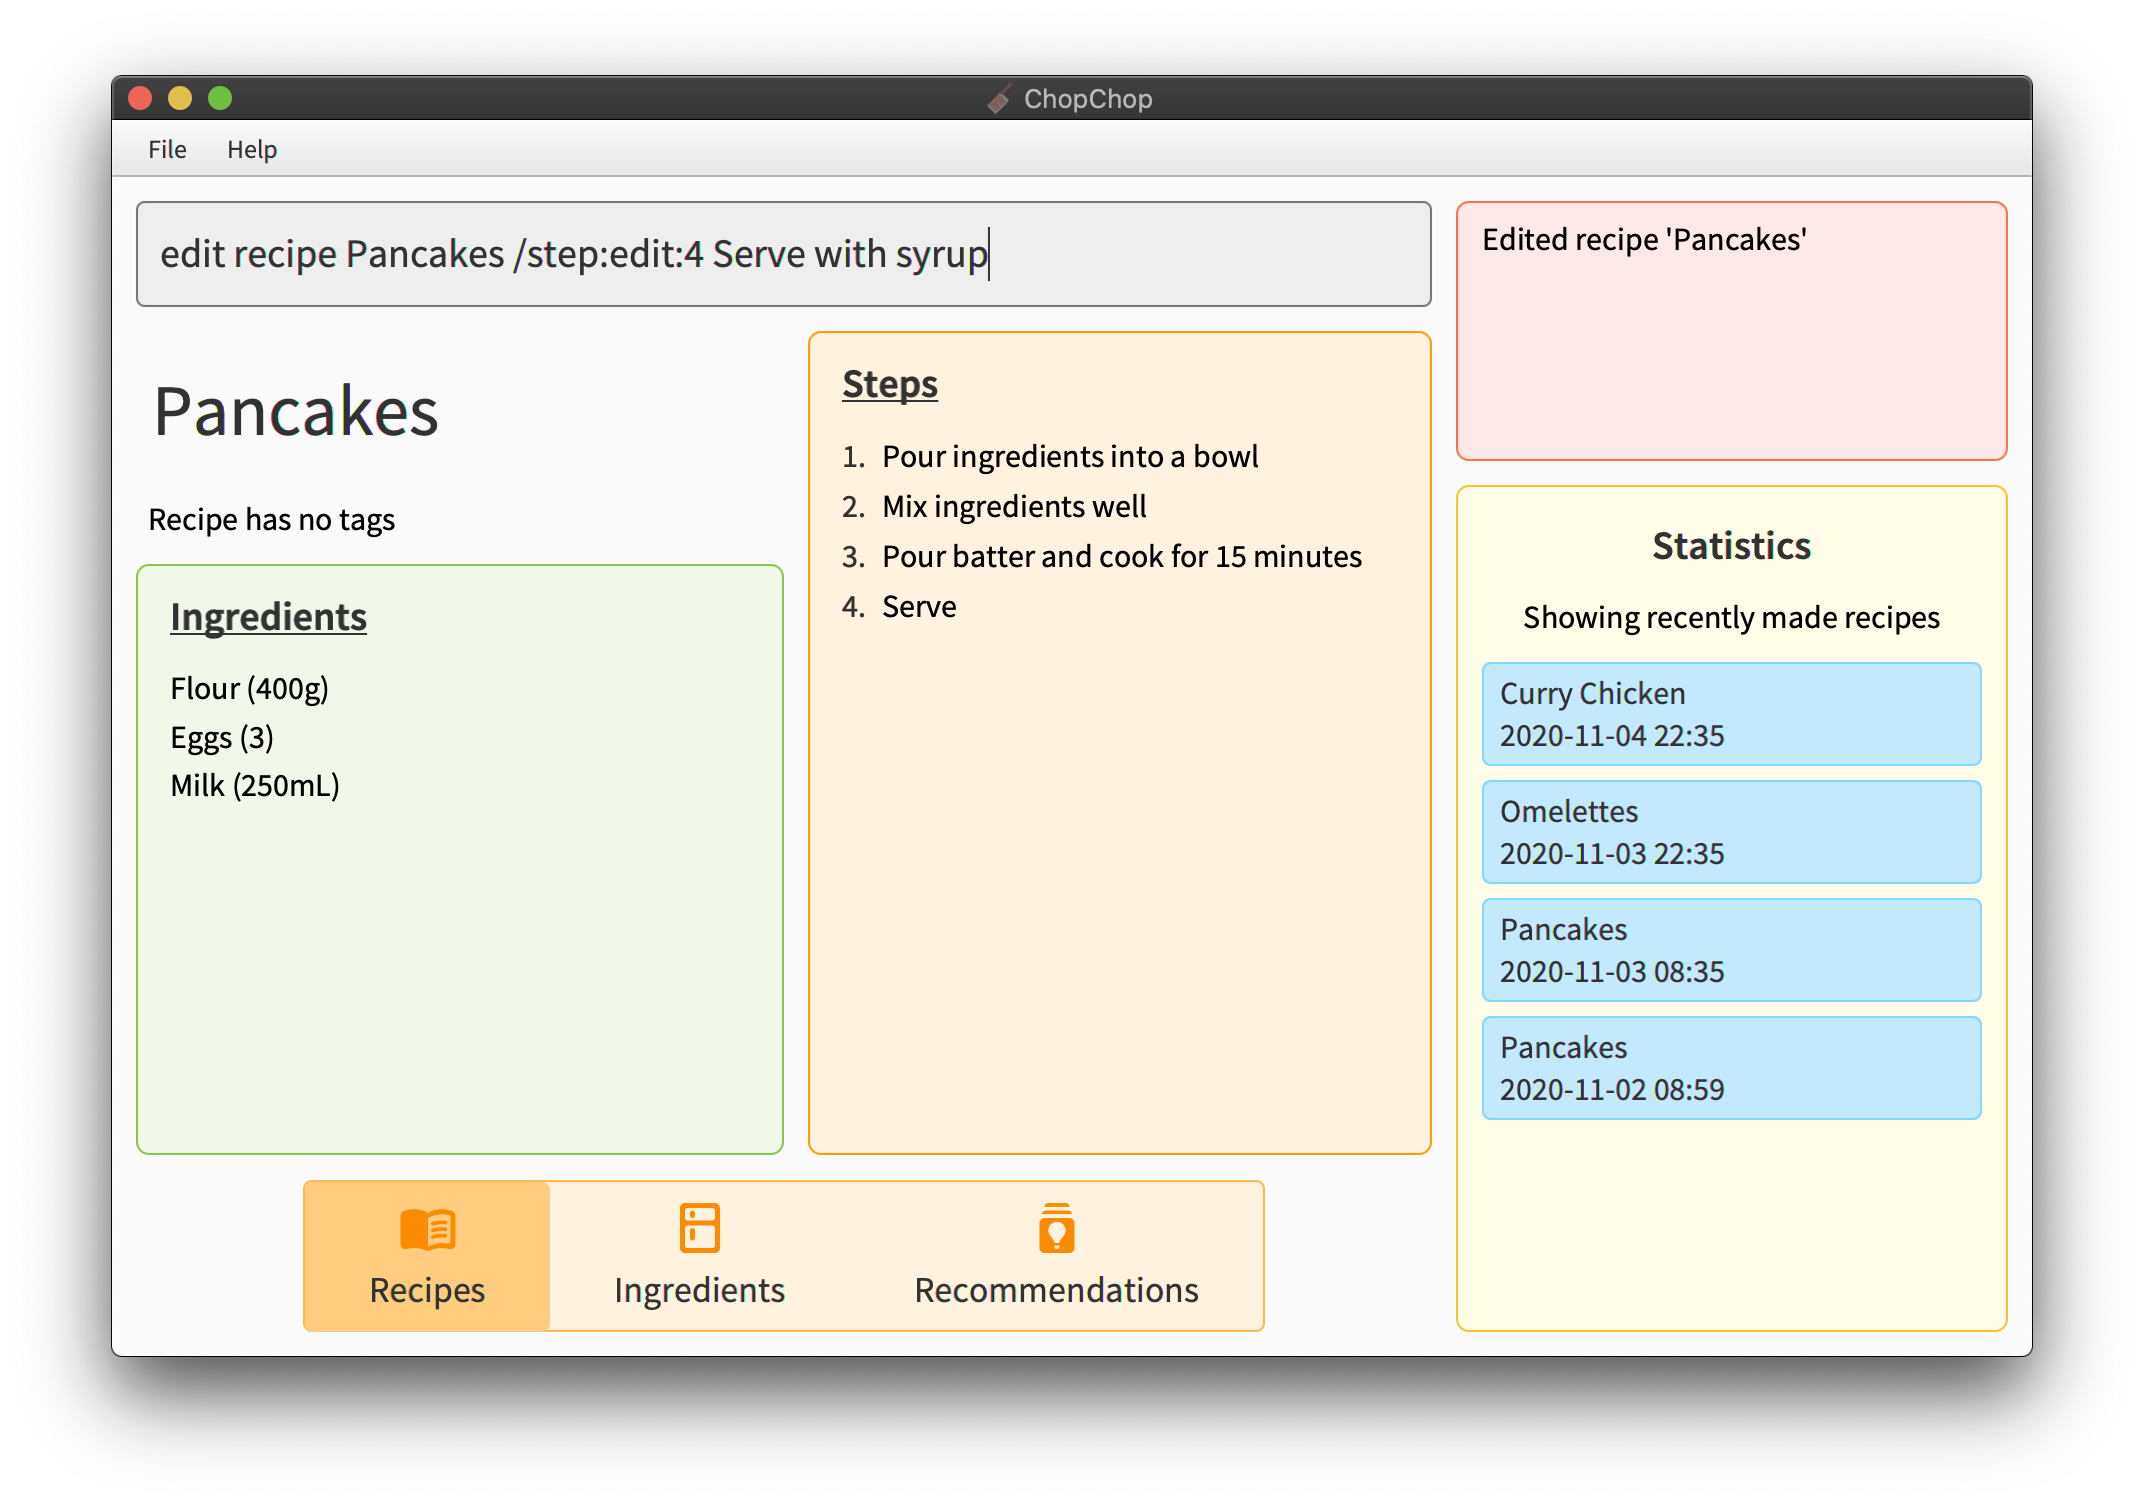 ChopChop
File Help
edit recipe Pancakes /step:edit:4 Serve with syrup
Edited recipe 'Pancakes'
Pancakes
Recipe has no tags
Ingredients
Flour (400g)
Eggs (3)
Milk (250mL)
Steps
1. Pour ingredients into a bowl
2. Mix ingredients well
3. Pour batter and cook for 15 minutes
4. Serve
Statistics
Showing recently made recipes
Curry Chicken
2020-11-04 22:35
Omelettes
2020-11-03 22:35
Pancakes
2020-11-03 08:35
Pancakes
2020-11-02 08:59
Recipes Ingredients Recommendations